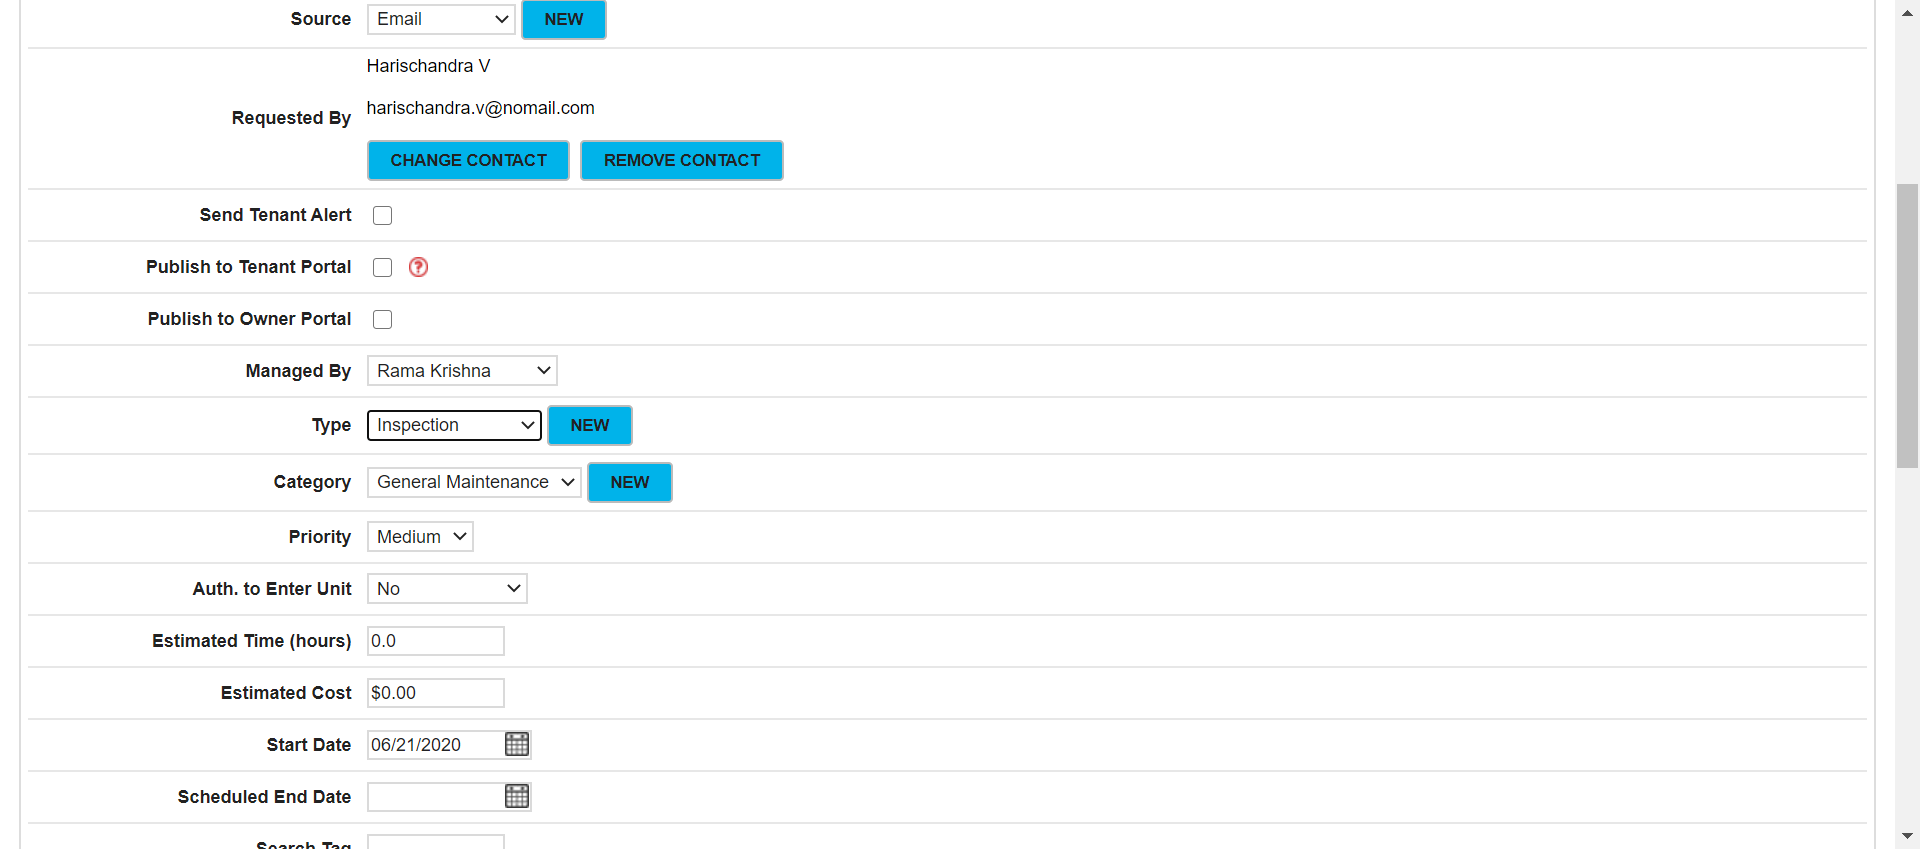 Source Email NEW
Harischandra V
harischandra.v@nomail.com
Requested By
CHANGE CONTACT REMOVE CONTACT
Send Tenant Alert
Publish to Tenant Portal ?
Publish to Owner Portal
Managed By Rama Krishna
Type Inspection NEW
Category General Maintenance NEW
Priority Medium
Auth. to Enter Unit No
Estimated Time (hours) 0.0
Estimated Cost $0.00
Start Date 06/21/2020
Scheduled End Date
Search Tag